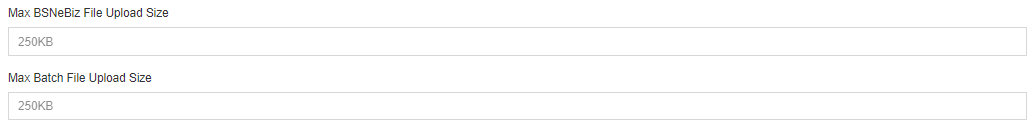 Max BSNeBiz File Upload Size
250KB
Max Batch File Upload Size
250KB